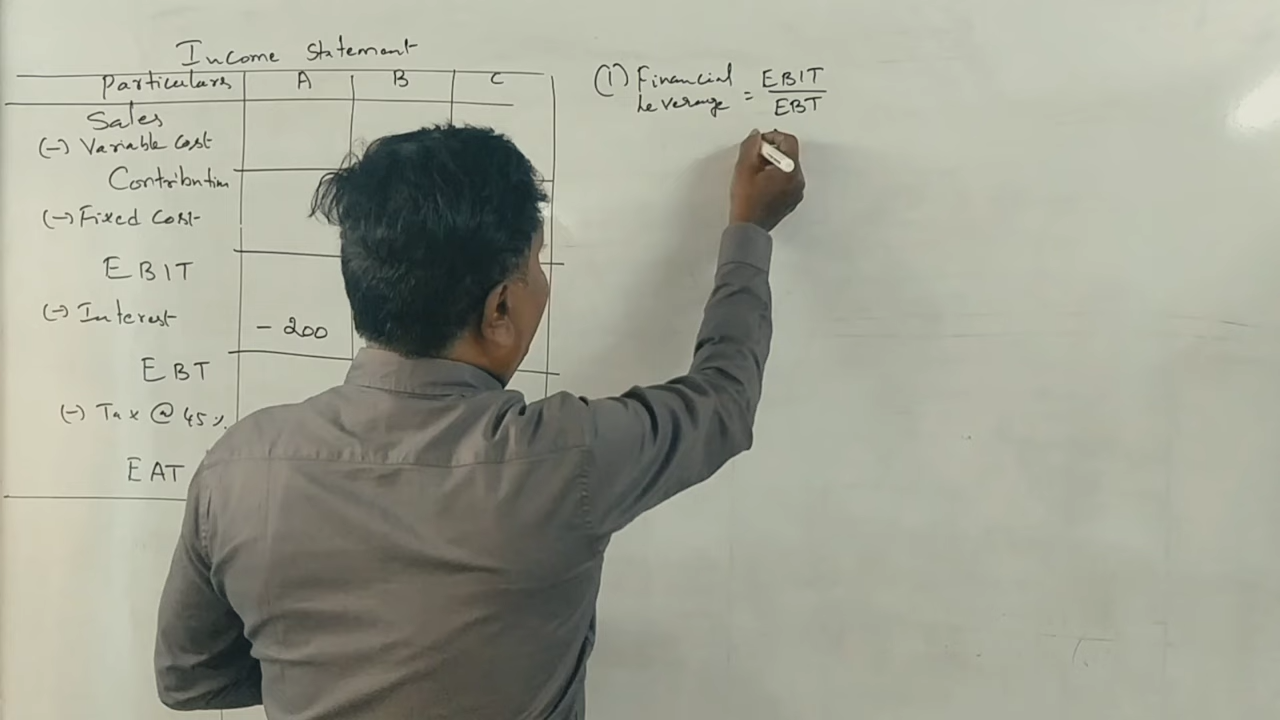 Income Statement
Particulars A B C
Sales
(-) Variable Cost
Contribution
(-) Fixed Cost
EBIT
(-) Interest - 200
EBT
(-) Tax @ 45 %
EAT
(1) Financial Leverage = EBIT / EBT